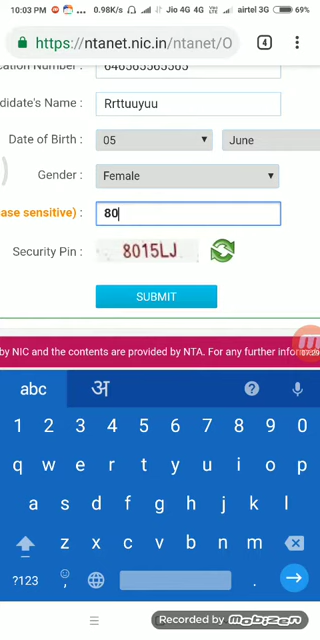 10:03 PM 0.98K/s Jio 4G 4G airtel 3G 69%
https://ntanet.nic.in/ntanet/O 4
cation Number : 646565565565
didate's Name : Rrttuuyuu
Date of Birth : 05 June
Gender : Female
ase sensitive) : 80
Security Pin : 8015LJ
SUBMIT
by NIC and the contents are provided by NTA. For any further infor
abc अ ?
1 2 3 4 5 6 7 8 9 0
q w e r t y u i o p
a s d f g h j k l
z x c v b n m
?123 , .
Recorded by mobizen